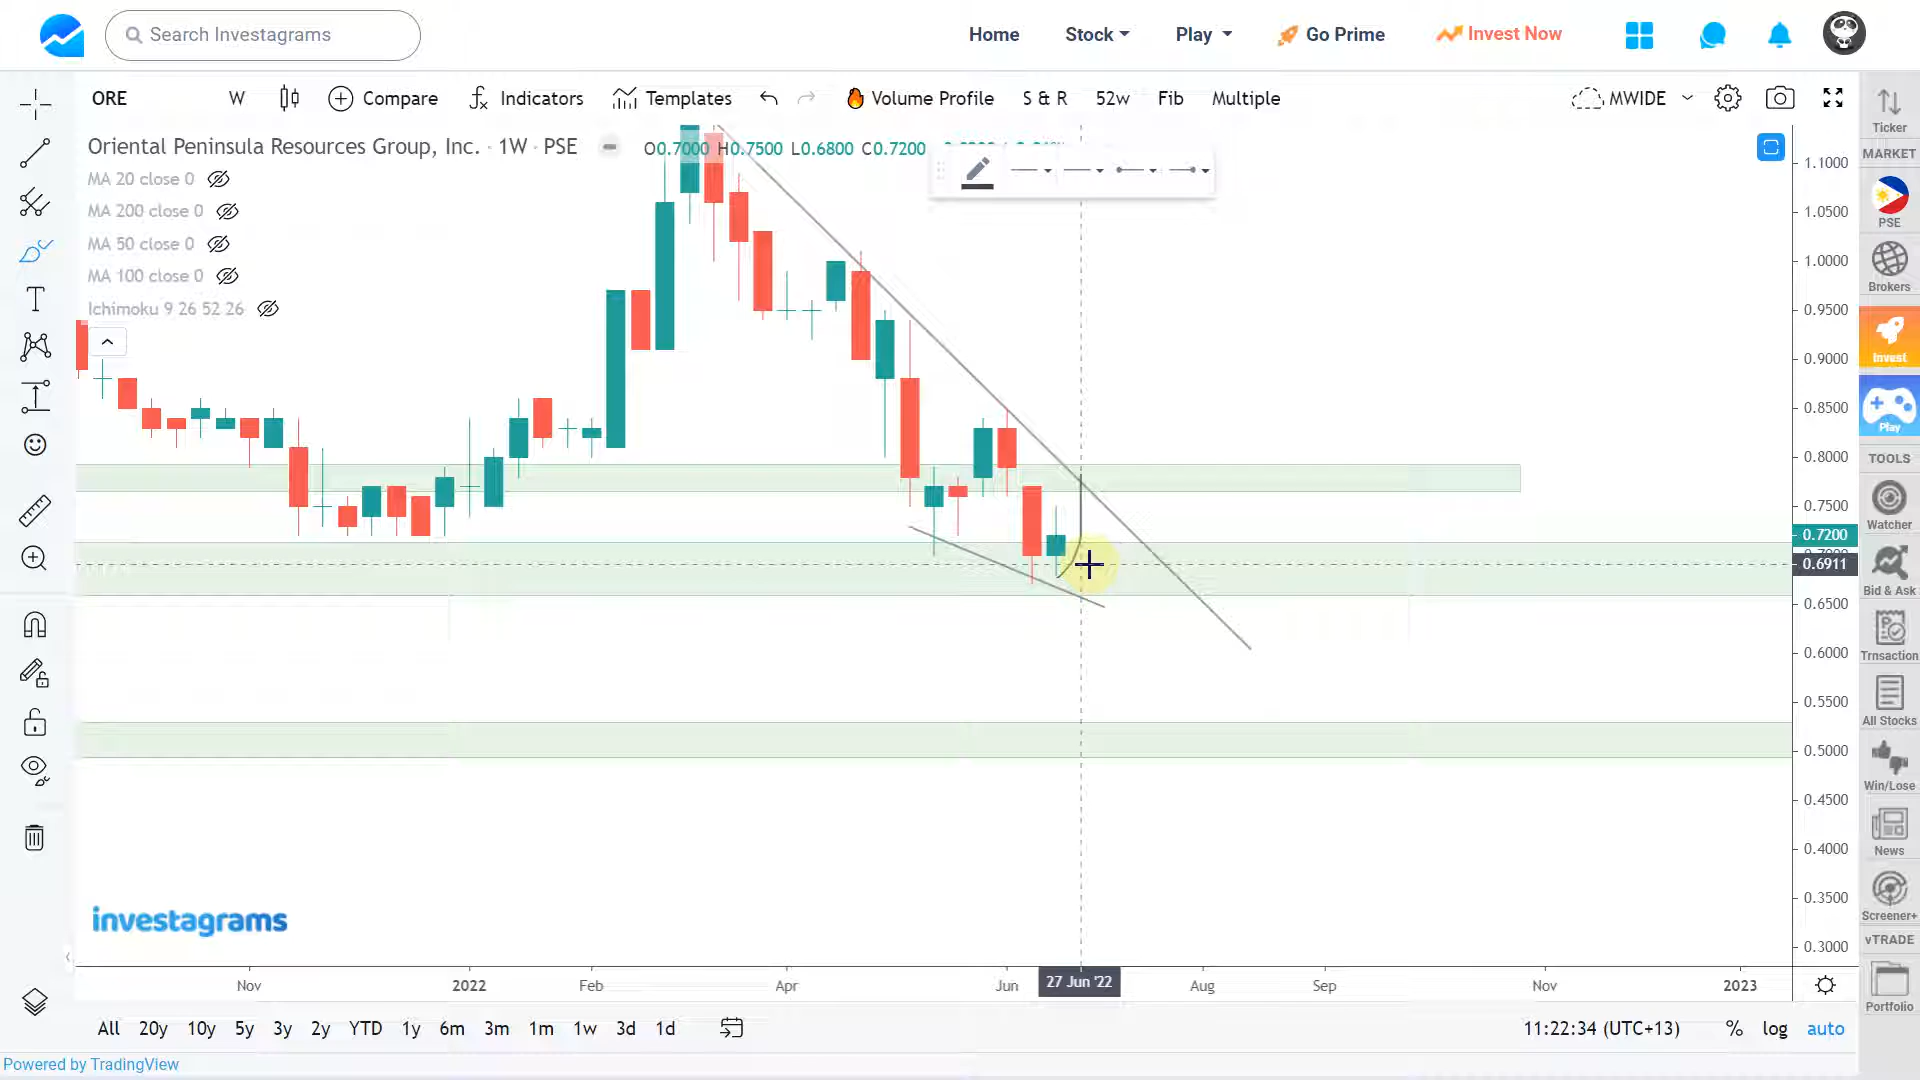 Search Investagrams
Home
Stock
Play
Go Prime
Invest Now
ORE
W
Compare
Indicators
Templates
Volume Profile
S & R
52w
Fib
Multiple
MWIDE
Oriental Peninsula Resources Group, Inc. · 1W · PSE
O0.7000 H0.7500 L0.6800 C0.7200
MA 20 close 0
MA 200 close 0
MA 50 close 0
MA 100 close 0
Ichimoku 9 26 52 26
1.1000
1.0500
1.0000
0.9500
0.9000
0.8500
0.8000
0.7500
0.7200
0.6911
0.6500
0.6000
0.5500
0.5000
0.4500
0.4000
0.3500
0.3000
Ticker
MARKET
PSE
Brokers
Invest
Play
TOOLS
Watcher
Bid & Ask
Trnsaction
All Stocks
Win/Lose
News
Screener+
vTRADE
Portfolio
investagrams
Nov
2022
Feb
Apr
Jun
27 Jun '22
Aug
Sep
Nov
2023
All 20y 10y 5y 3y 2y YTD 1y 6m 3m 1m 1w 3d 1d
11:22:34 (UTC+13)
% log auto
Powered by TradingView